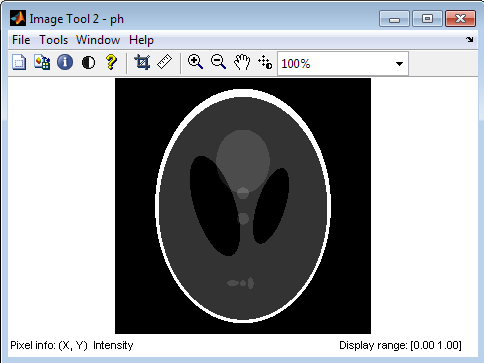 Image Tool 2 - ph
File Tools Window Help
100%
Pixel info: (X, Y) Intensity
Display range: [0.00 1.00]